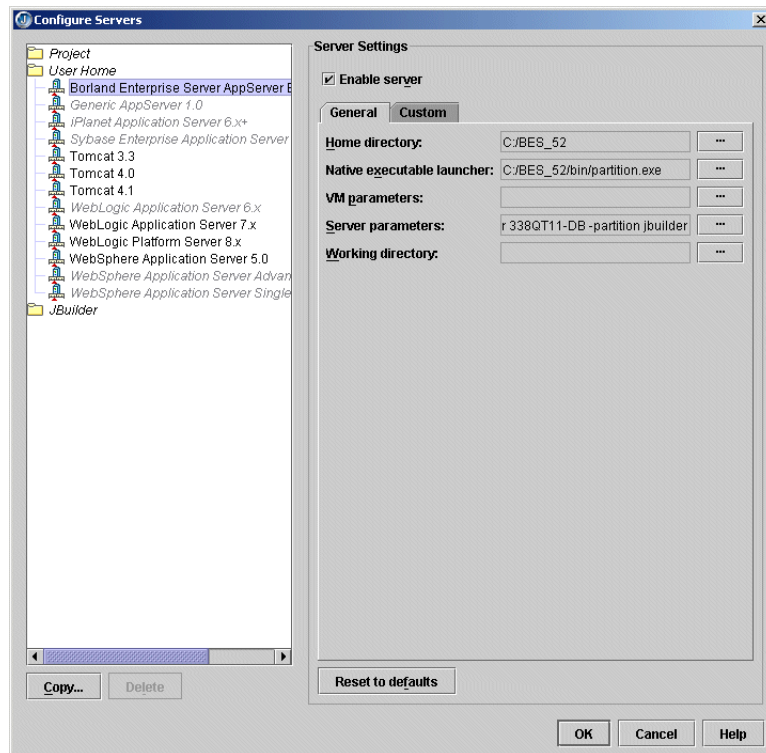 Configure Servers
Project
User Home
Borland Enterprise Server AppServer E
Generic AppServer 1.0
iPlanet Application Server 6.x+
Sybase Enterprise Application Server
Tomcat 3.3
Tomcat 4.0
Tomcat 4.1
WebLogic Application Server 6.x
WebLogic Application Server 7.x
WebLogic Platform Server 8.x
WebSphere Application Server 5.0
WebSphere Application Server Advan
WebSphere Application Server Single
JBuilder
Copy...
Delete
Server Settings
Enable server
General Custom
Home directory: C:/BES_52 ...
Native executable launcher: C:/BES_52/bin/partition.exe ...
VM parameters: ...
Server parameters: r 338QT11-DB -partition jbuilder ...
Working directory: ...
Reset to defaults
OK Cancel Help